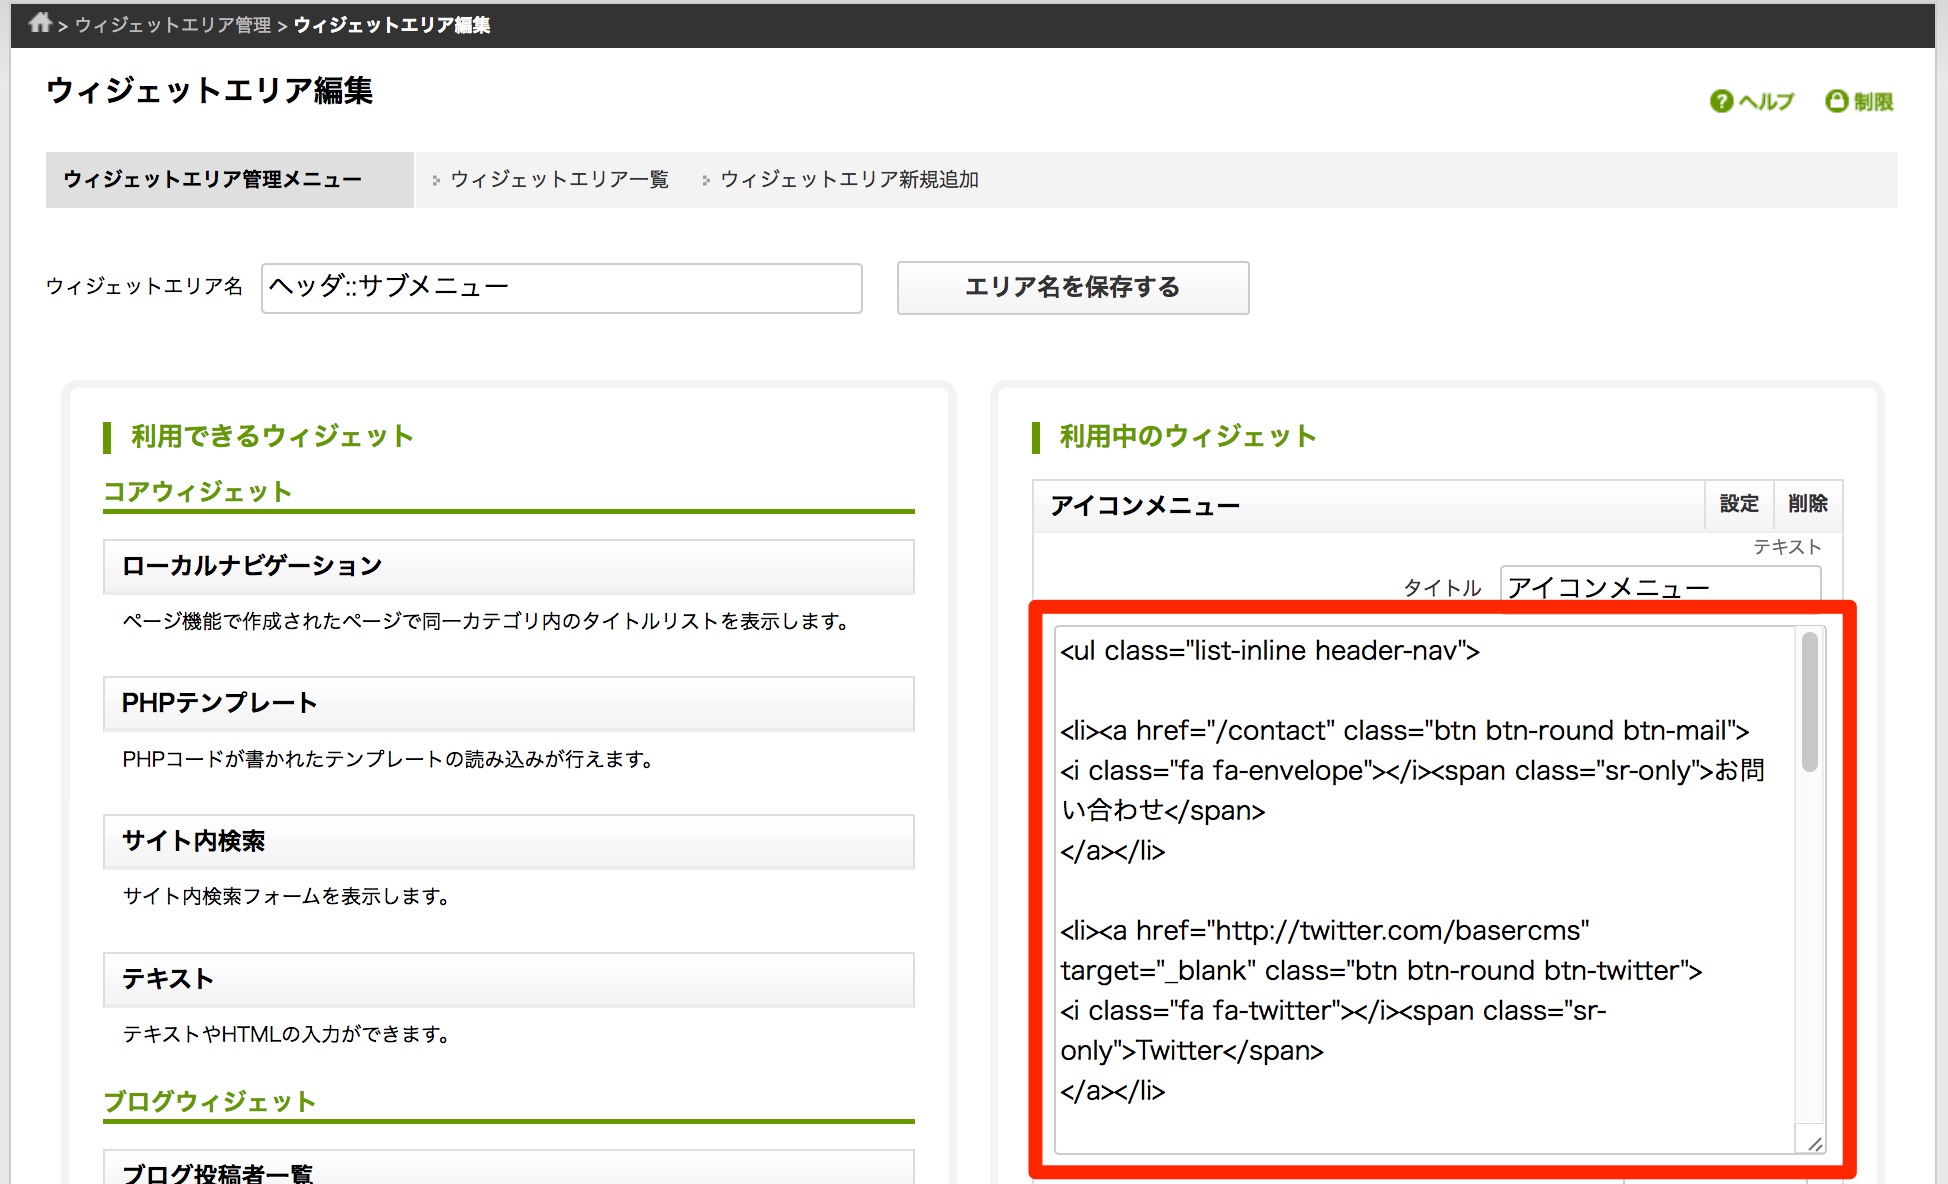 > ウィジェットエリア管理 > ウィジェットエリア編集
ウィジェットエリア編集
ヘルプ 制限
ウィジェットエリア管理メニュー ウィジェットエリア一覧 ウィジェットエリア新規追加
ウィジェットエリア名 ヘッダ::サブメニュー エリア名を保存する
利用できるウィジェット
コアウィジェット
ローカルナビゲーション
ページ機能で作成されたページで同一カテゴリ内のタイトルリストを表示します。
PHPテンプレート
PHPコードが書かれたテンプレートの読み込みが行えます。
サイト内検索
サイト内検索フォームを表示します。
テキスト
テキストやHTMLの入力ができます。
ブログウィジェット
ブログ投稿者一覧
利用中のウィジェット
アイコンメニュー 設定 削除
テキスト
タイトル アイコンメニュー
<ul class="list-inline header-nav">
<li><a href="/contact" class="btn btn-round btn-mail">
<i class="fa fa-envelope"></i><span class="sr-only">お問
い合わせ</span>
</a></li>
<li><a href="http://twitter.com/basercms"
target="_blank" class="btn btn-round btn-twitter">
<i class="fa fa-twitter"></i><span class="sr-
only">Twitter</span>
</a></li>